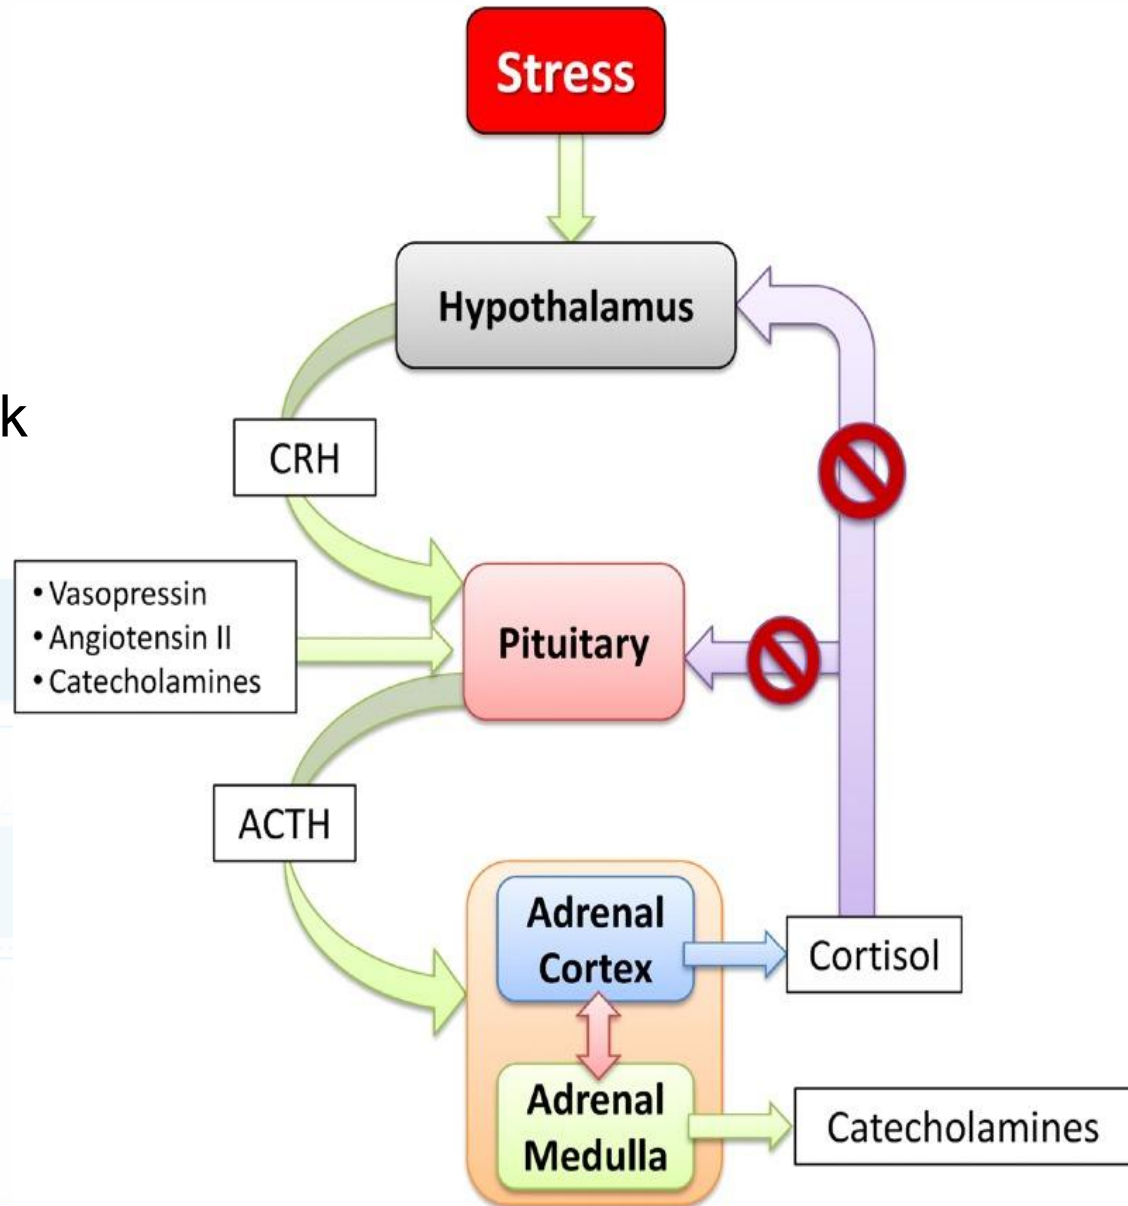 Stress
Hypothalamus
k
CRH
• Vasopressin
• Angiotensin II
• Catecholamines
Pituitary
ACTH
Adrenal
Cortex
Cortisol
Adrenal
Medulla
Catecholamines